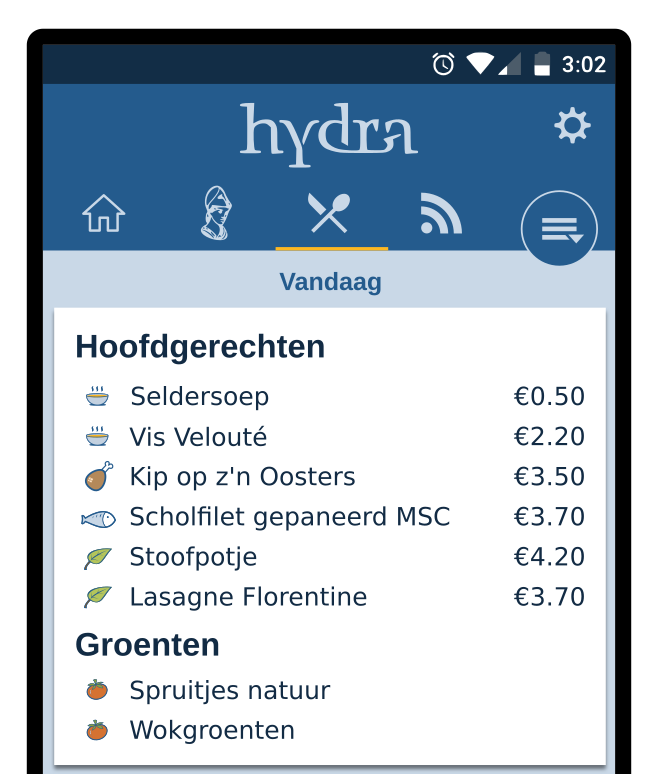 3:02
hydra
Vandaag
Hoofdgerechten
Seldersoep €0.50
Vis Velouté €2.20
Kip op z'n Oosters €3.50
Scholfilet gepaneerd MSC €3.70
Stoofpotje €4.20
Lasagne Florentine €3.70
Groenten
Spruitjes natuur
Wokgroenten